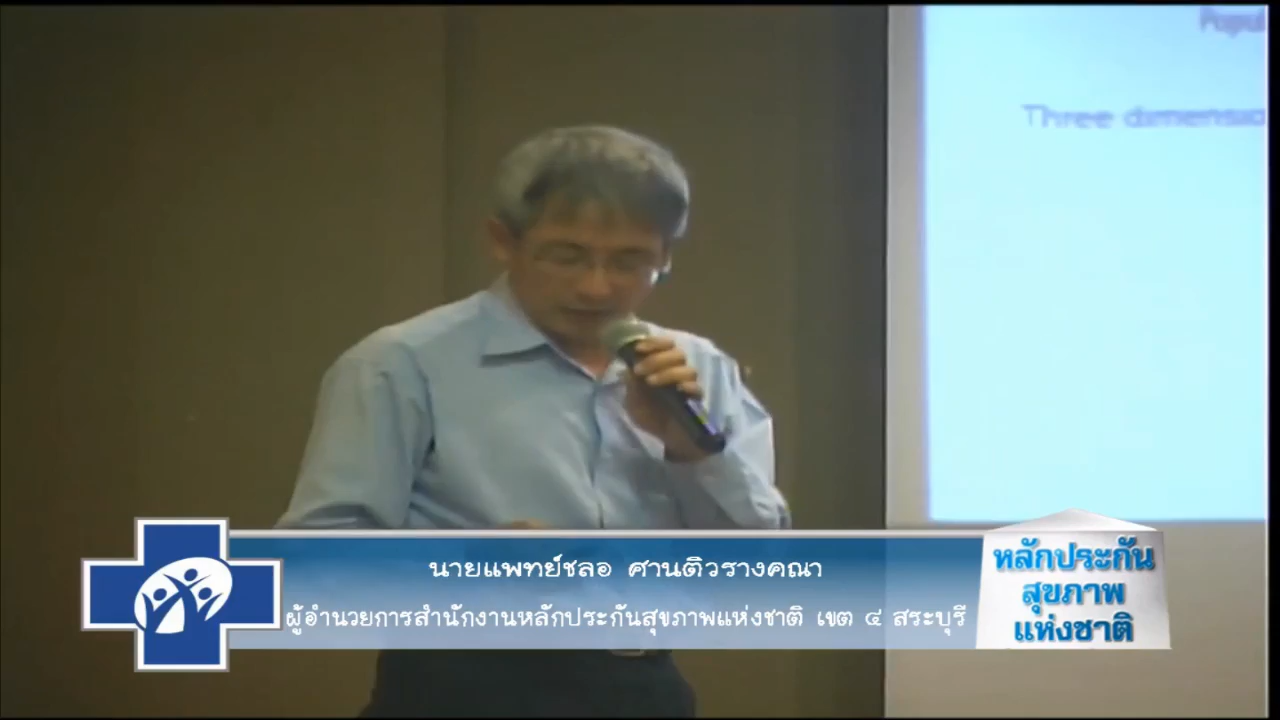 Three
นายแพทย์ชลอ ศานติวรางคณา
ผู้อำนวยการสำนักงานหลักประกันสุขภาพแห่งชาติ เขต ๔ สระบุรี
หลักประกัน
สุขภาพ
แห่งชาติ